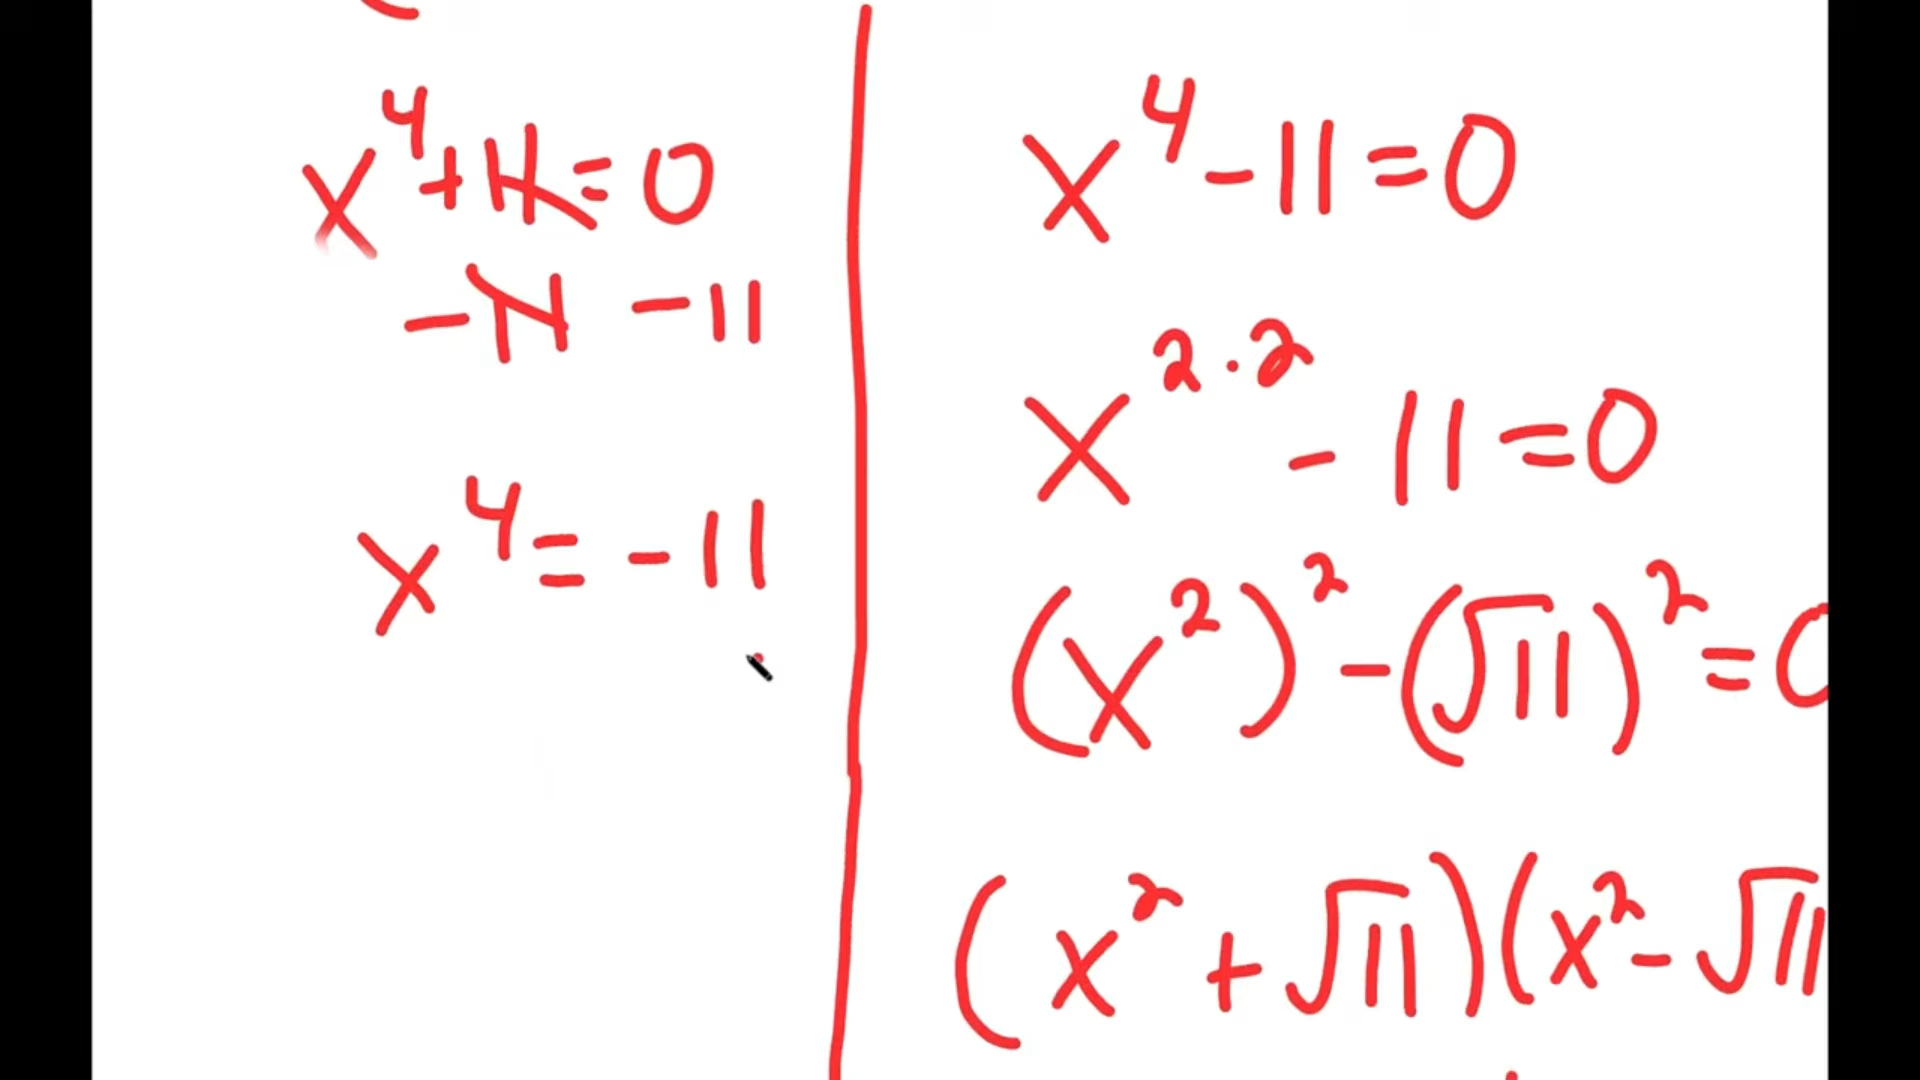 x⁴+11=0
-11 -11
x⁴=-11
x⁴-11=0
x²·²-11=0
(x²)²-(√11)²=0
(x²+√11)(x²-√11